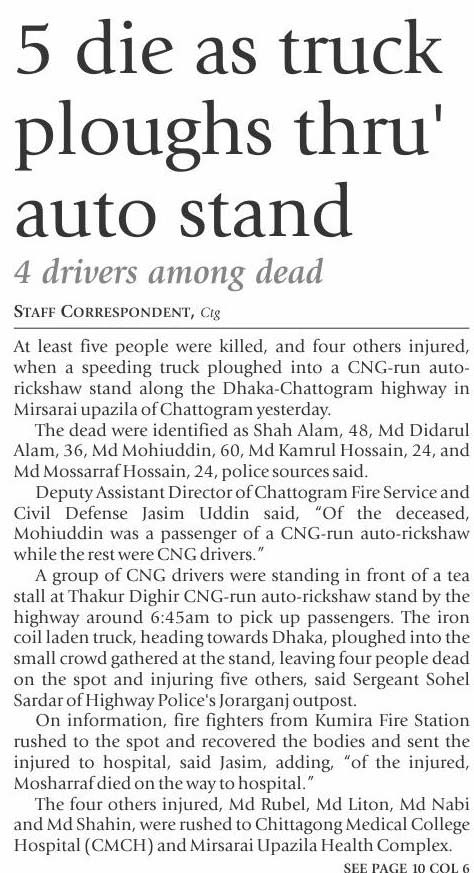 5 die as truck
ploughs thru'
auto stand
4 drivers among dead
STAFF CORRESPONDENT, Ctg
At least five people were killed, and four others injured,
when a speeding truck ploughed into a CNG-run auto-
rickshaw stand along the Dhaka-Chattogram highway in
Mirsarai upazila of Chattogram yesterday.
The dead were identified as Shah Alam, 48, Md Didarul
Alam, 36, Md Mohiuddin, 60, Md Kamrul Hossain, 24, and
Md Mossarraf Hossain, 24, police sources said.
Deputy Assistant Director of Chattogram Fire Service and
Civil Defense Jasim Uddin said, “Of the deceased,
Mohiuddin was a passenger of a CNG-run auto-rickshaw
while the rest were CNG drivers.”
A group of CNG drivers were standing in front of a tea
stall at Thakur Dighir CNG-run auto-rickshaw stand by the
highway around 6:45am to pick up passengers. The iron
coil laden truck, heading towards Dhaka, ploughed into the
small crowd gathered at the stand, leaving four people dead
on the spot and injuring five others, said Sergeant Sohel
Sardar of Highway Police's Jorarganj outpost.
On information, fire fighters from Kumira Fire Station
rushed to the spot and recovered the bodies and sent the
injured to hospital, said Jasim, adding, “of the injured,
Mosharraf died on the way to hospital.”
The four others injured, Md Rubel, Md Liton, Md Nabi
and Md Shahin, were rushed to Chittagong Medical College
Hospital (CMCH) and Mirsarai Upazila Health Complex.
SEE PAGE 10 COL 6